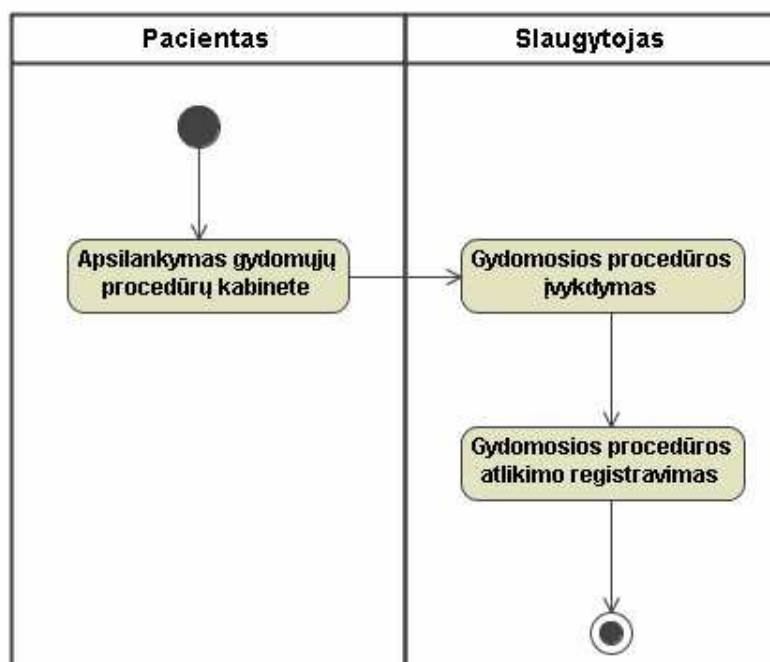 Pacientas
Slaugytojas
Apsilankymas gydomųjų
procedūrų kabinete
Gydomosios procedūros
įvykdymas
Gydomosios procedūros
atlikimo registravimas